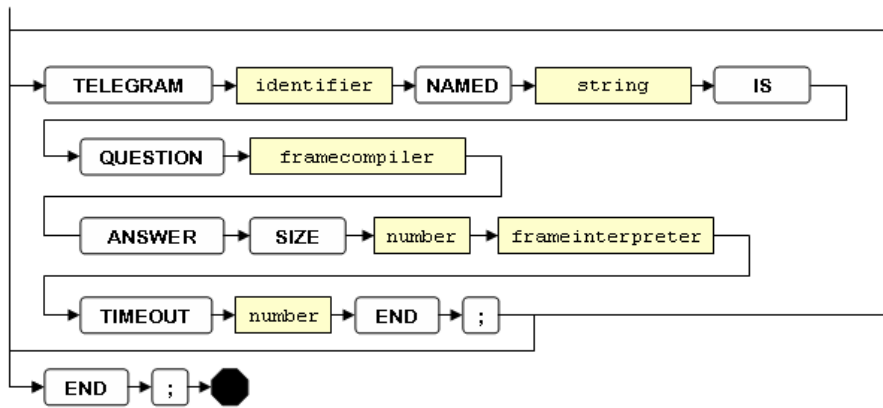 TELEGRAM identifier NAMED string IS
QUESTION framecompiler
ANSWER SIZE number frameinterpreter
TIMEOUT number END ;
END ;